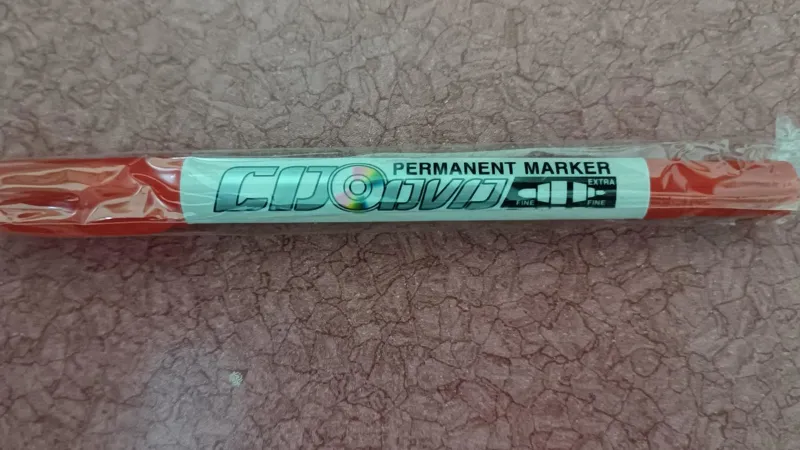 PERMANENT MARKER
CD DVD
EXTRA
FINE FINE